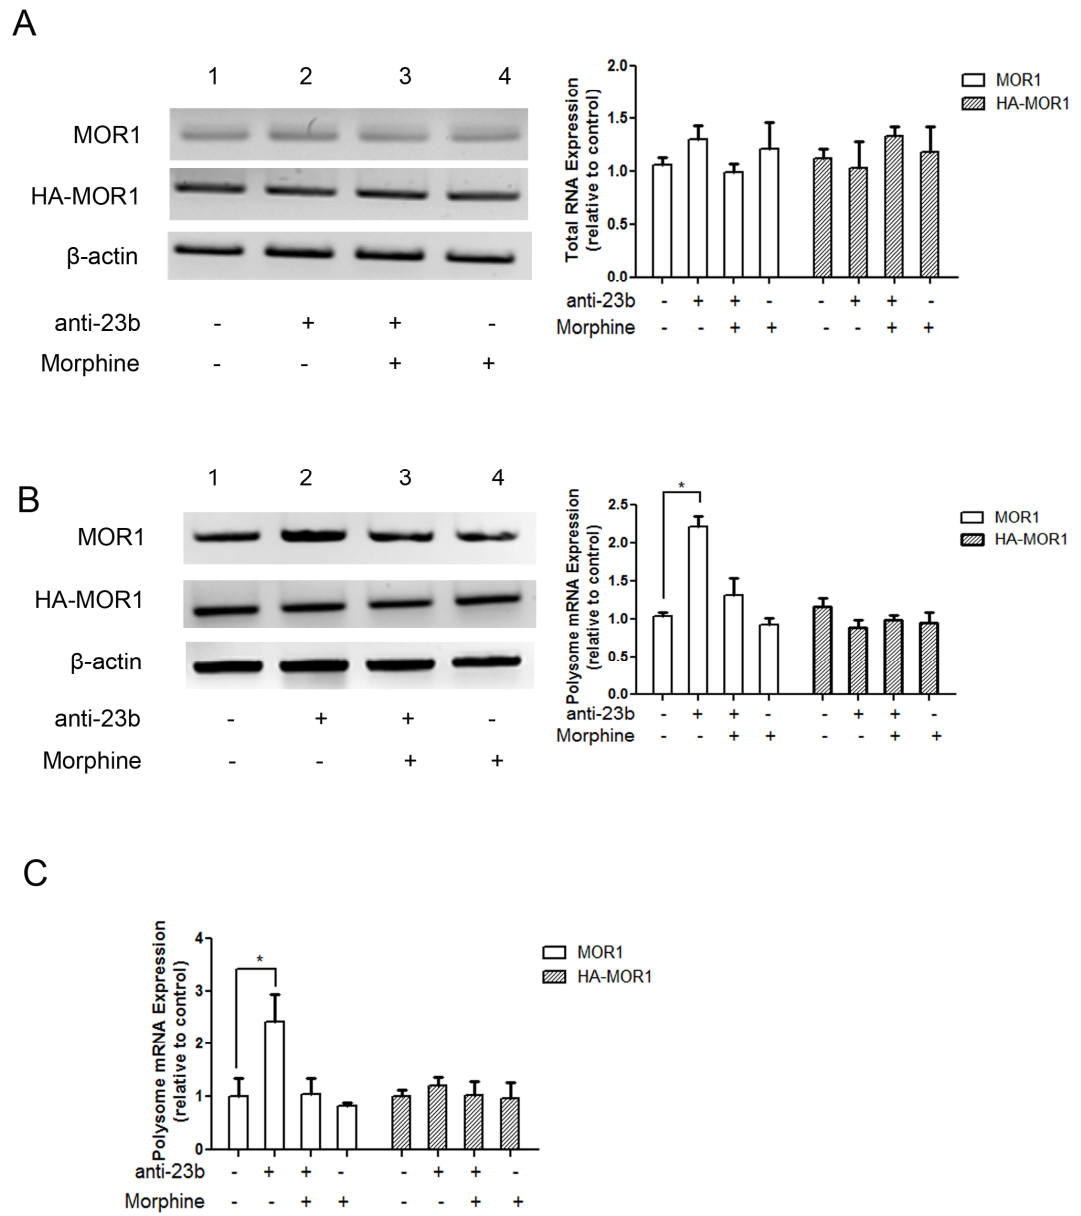 A
1 2 3 4
MOR1
HA-MOR1
β-actin
anti-23b - + + -
Morphine - - + +
Total RNA Expression
(relative to control)
2.0
1.5
1.0
0.5
0.0
MOR1
HA-MOR1
anti-23b - + + - - + + -
Morphine - - + + - - + +
B
1 2 3 4
MOR1
HA-MOR1
β-actin
anti-23b - + + -
Morphine - - + +
Polysome mRNA Expression
(relative to control)
2.5
2.0
1.5
1.0
0.5
0.0
*
MOR1
HA-MOR1
anti-23b - + + - - + + -
Morphine - - + + - - + +
C
Polysome mRNA Expression
(relative to control)
4
3
2
1
0
*
MOR1
HA-MOR1
anti-23b - + + - - + + -
Morphine - - + + - - + +